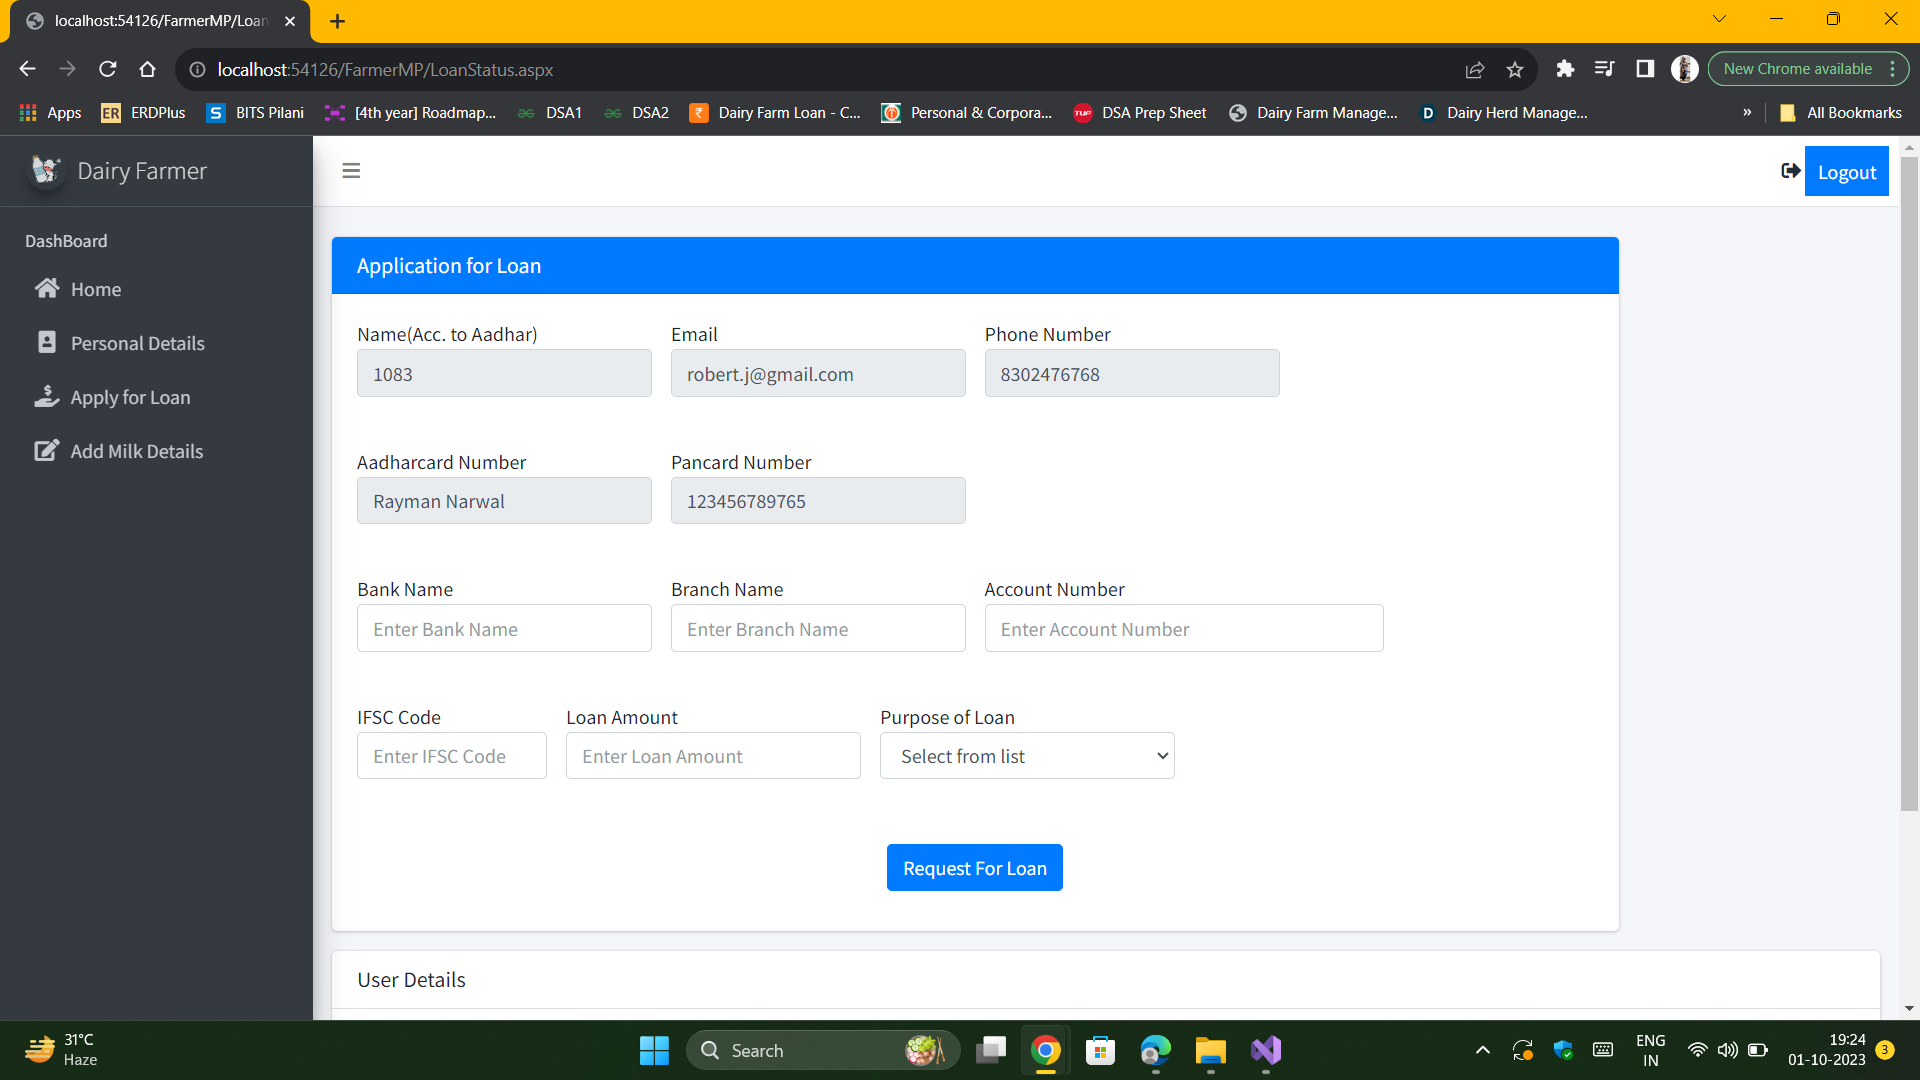 localhost:54126/FarmerMP/Loan
localhost:54126/FarmerMP/LoanStatus.aspx
New Chrome available
Apps
ERDPlus
BITS Pilani
[4th year] Roadmap...
DSA1
DSA2
Dairy Farm Loan - C...
Personal & Corpora...
DSA Prep Sheet
Dairy Farm Manage...
Dairy Herd Manage...
»
All Bookmarks
Dairy Farmer
Logout
DashBoard
Home
Personal Details
Apply for Loan
Add Milk Details
Application for Loan
Name(Acc. to Aadhar)
Email
Phone Number
1083
robert.j@gmail.com
8302476768
Aadharcard Number
Pancard Number
Rayman Narwal
123456789765
Bank Name
Branch Name
Account Number
Enter Bank Name
Enter Branch Name
Enter Account Number
IFSC Code
Loan Amount
Purpose of Loan
Enter IFSC Code
Enter Loan Amount
Select from list
Request For Loan
User Details
31°C
Haze
Search
ENG
IN
19:24
01-10-2023
3